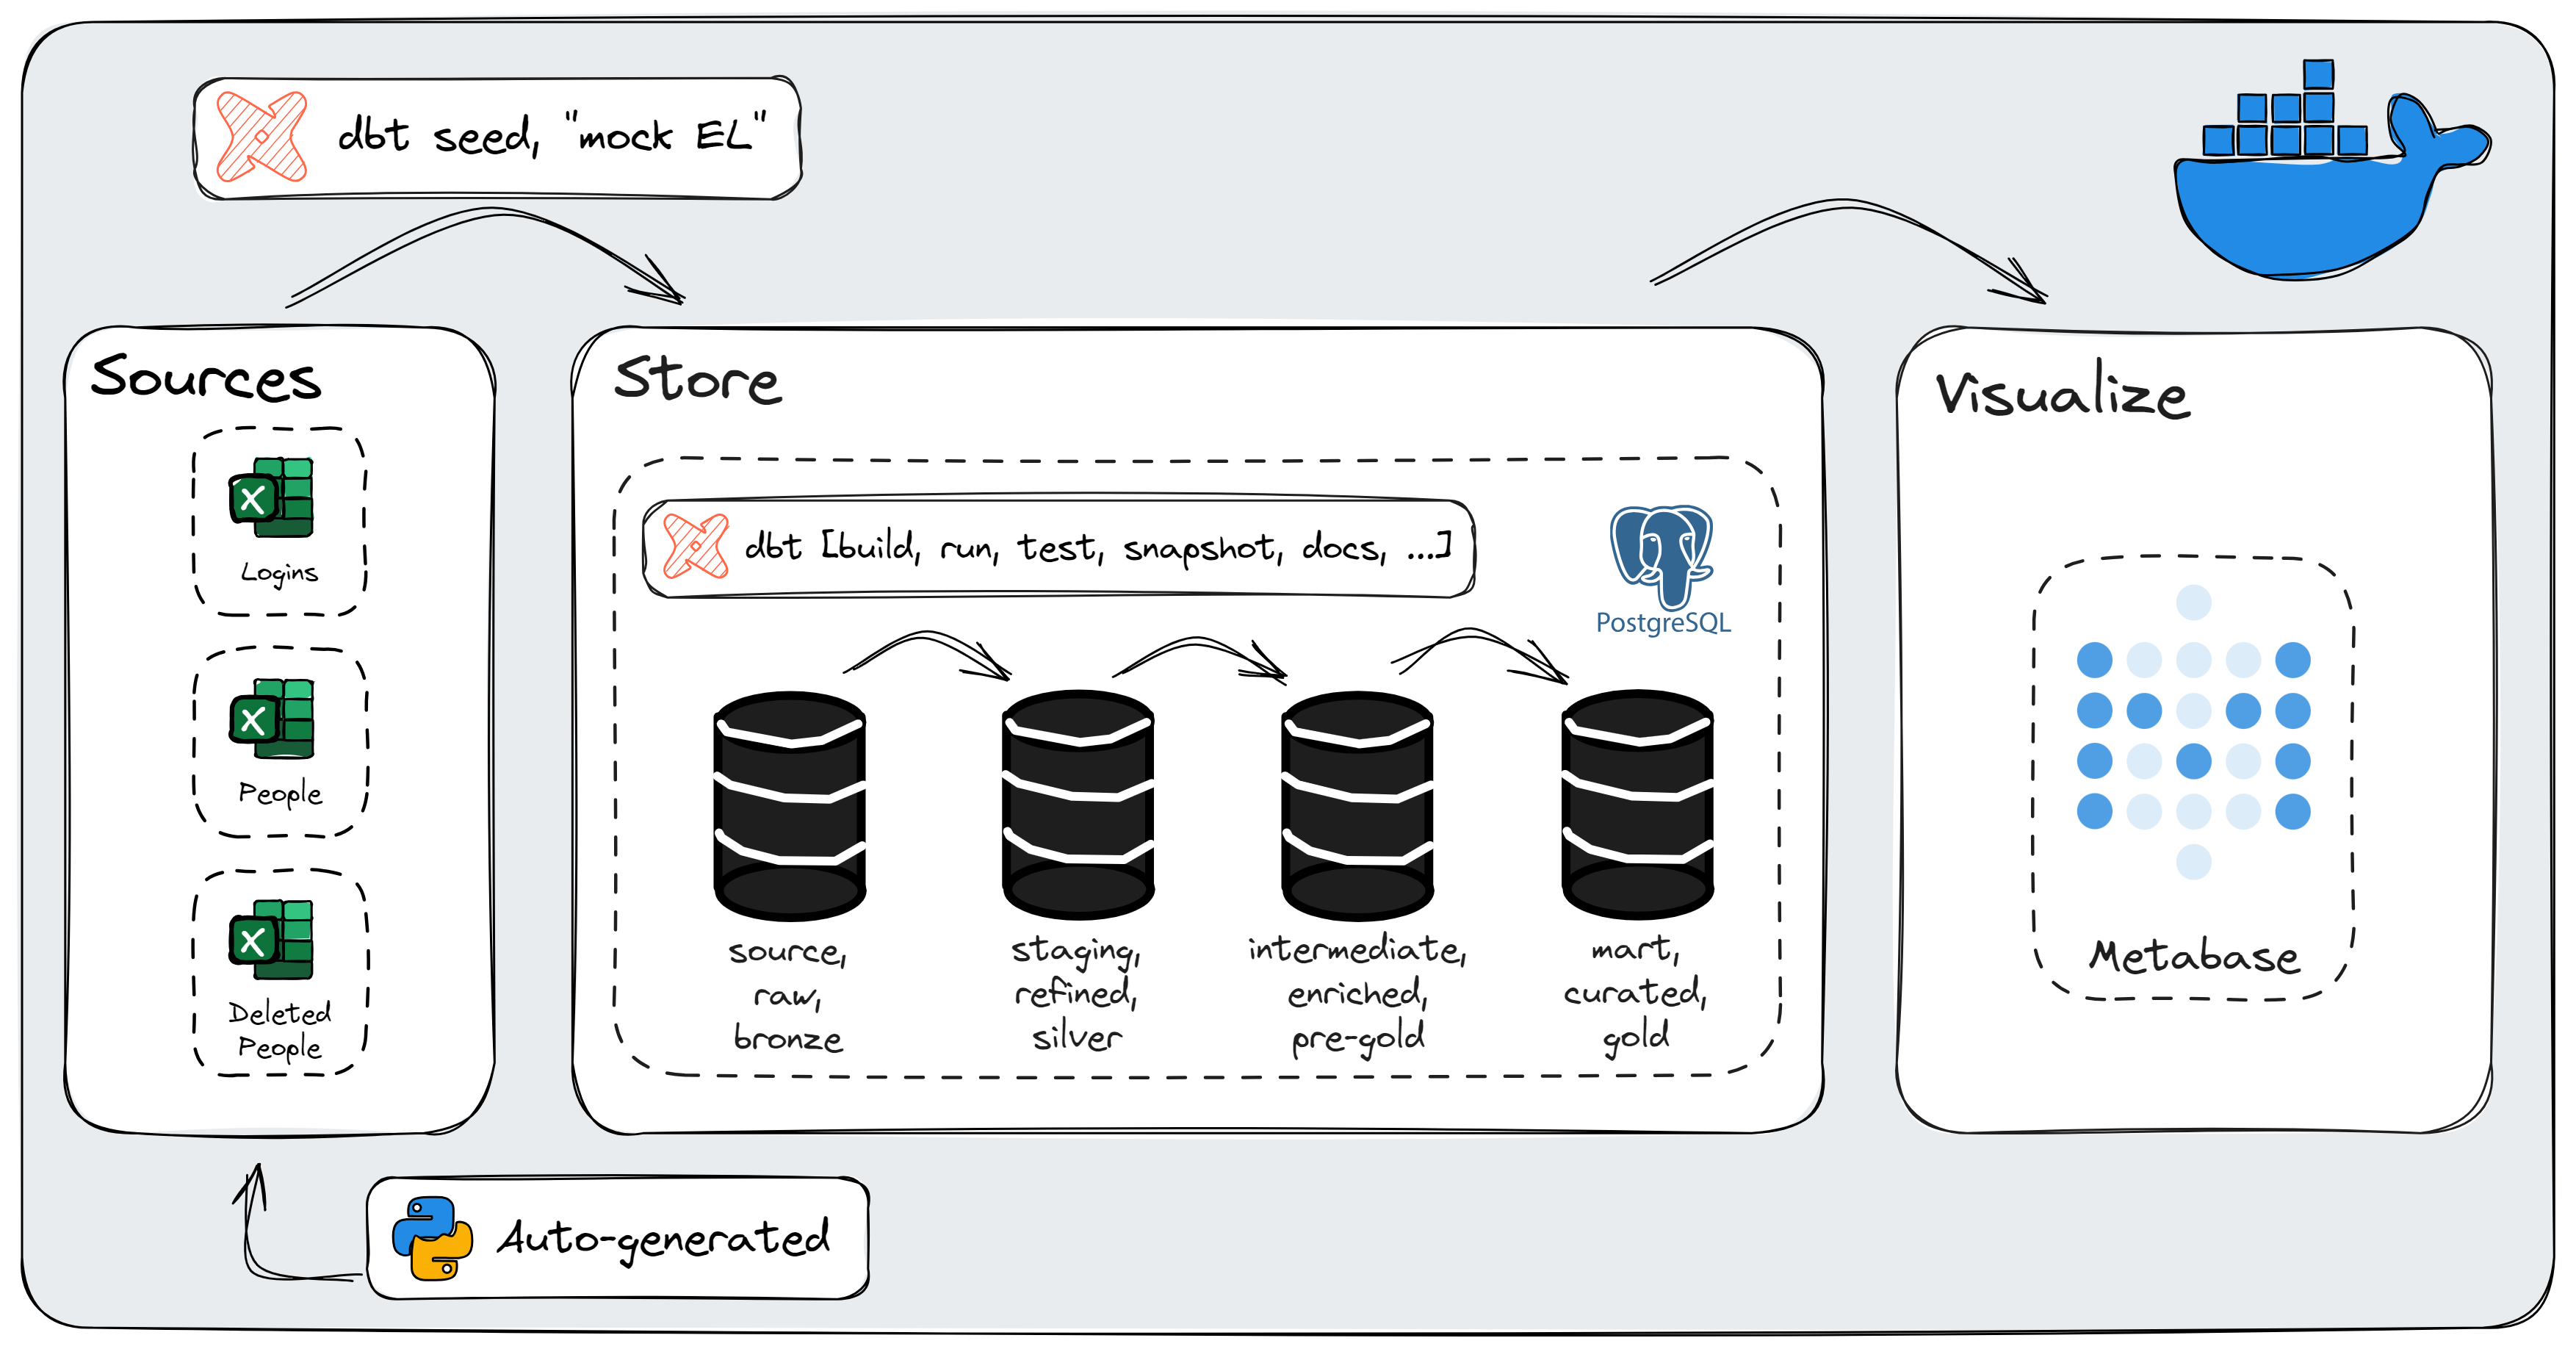 dbt seed, "mock EL"
Sources
Logins
People
Deleted
People
Store
dbt [build, run, test, snapshot, docs, ...]
PostgreSQL
source,
raw,
bronze
staging,
refined,
silver
intermediate,
enriched,
pre-gold
mart,
curated,
gold
Visualize
Metabase
Auto-generated